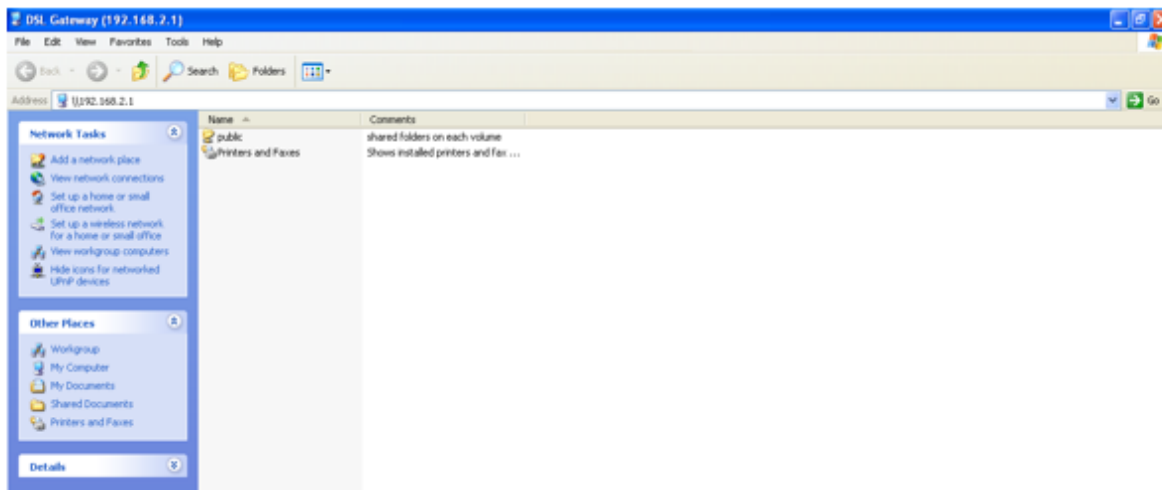 DSL Gateway (192.168.2.1)
File Edit View Favorites Tools Help
Back Search Folders
Address \\192.168.2.1 Go
Name Comments
public shared folders on each volume
Printers and Faxes Shows installed printers and fax ...
Network Tasks
Add a network place
View network connections
Set up a home or small
office network
Set up a wireless network
for a home or small office
View workgroup computers
Hide icons for networked
UPnP devices
Other Places
Workgroup
My Computer
My Documents
Shared Documents
Printers and Faxes
Details